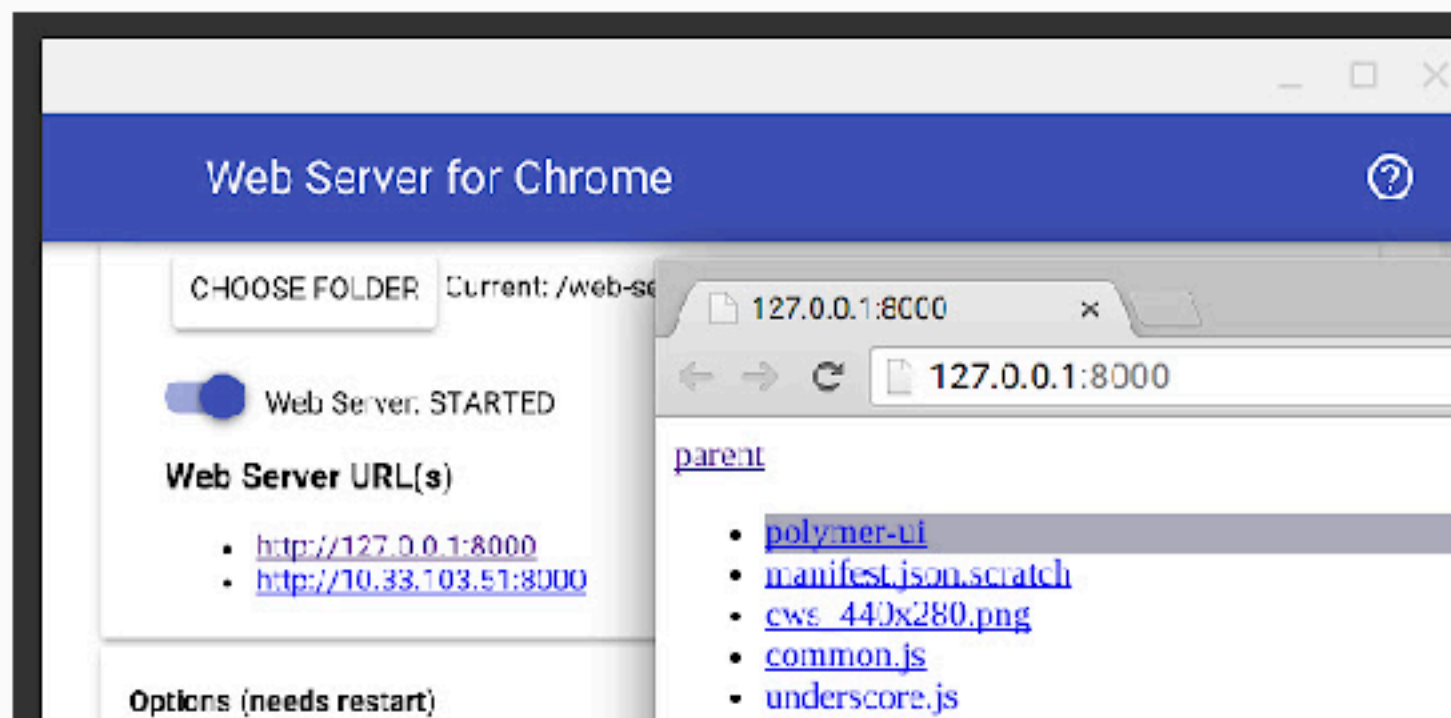 Web Server for Chrome
CHOOSE FOLDER Current: /web-se
Web Server: STARTED
Web Server URL(s)
http://127.0.0.1:8000
http://10.33.103.51:8000
Options (needs restart)
127.0.0.1:8000
127.0.0.1:8000
parent
polymer-ui
manifest.json.scratch
cws_440x280.png
common.js
underscore.js